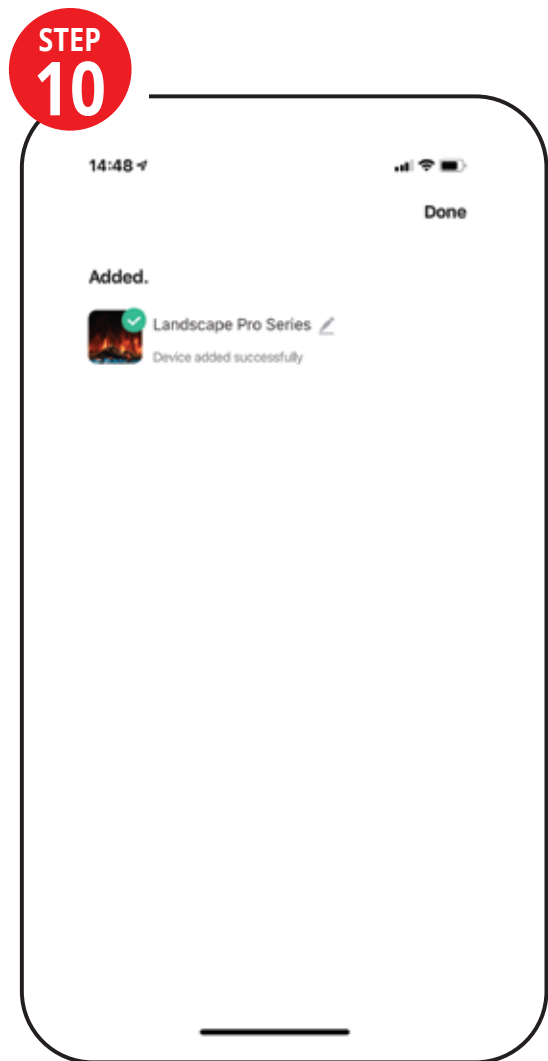 STEP
10
14:48
Done
Added.
Landscape Pro Series
Device added successfully